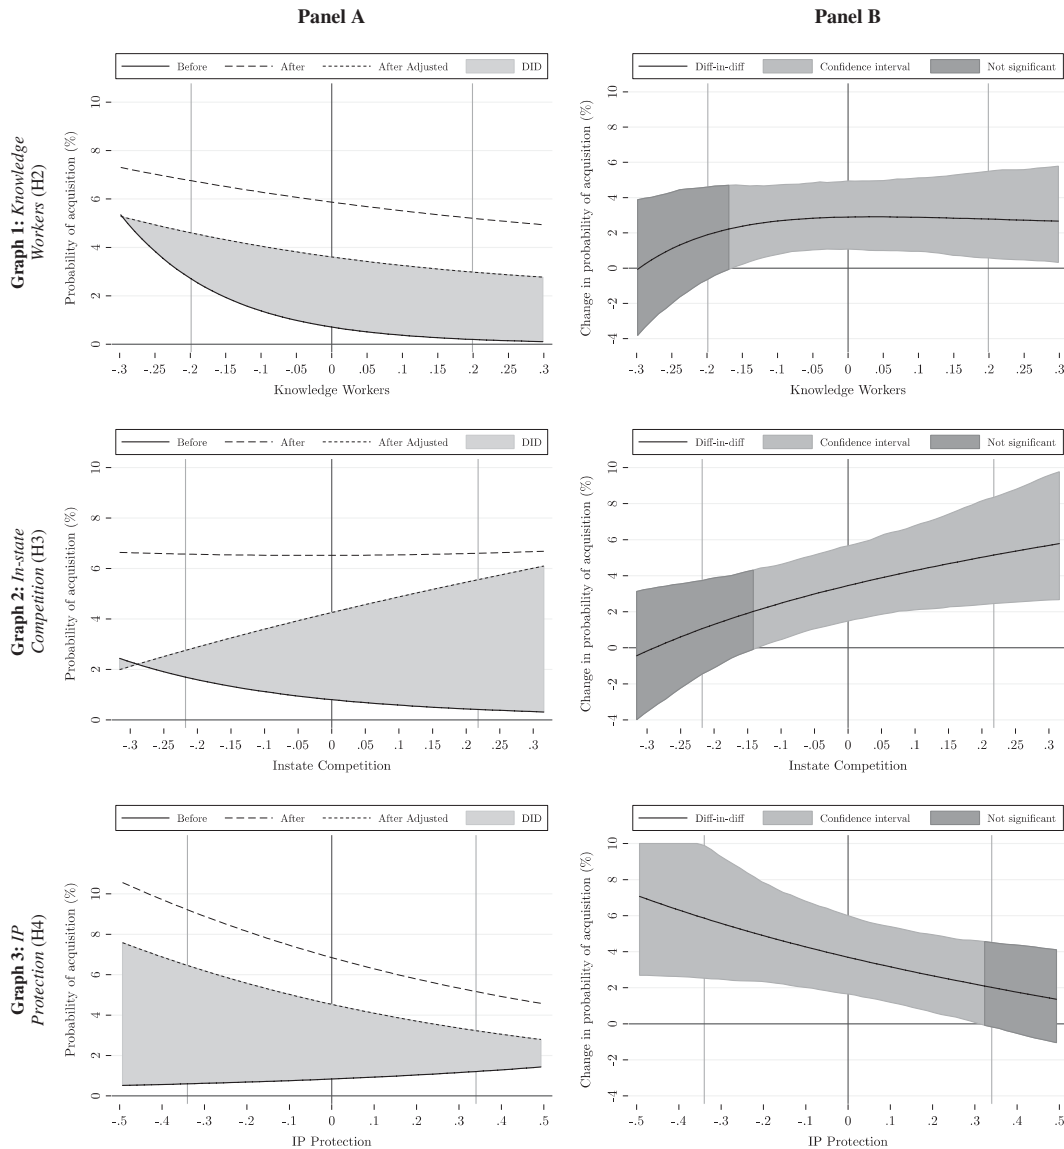 Panel A
Panel B
Graph 1: Knowledge
Workers (H2)
Before After After Adjusted DID
Probability of acquisition (%)
10
8
6
4
2
0
-.3 -.25 -.2 -.15 -.1 -.05 0 .05 .1 .15 .2 .25 .3
Knowledge Workers
Diff-in-diff Confidence interval Not significant
Change in probability of acquisition (%)
10
8
6
4
2
0
-2
-4
-.3 -.25 -.2 -.15 -.1 -.05 0 .05 .1 .15 .2 .25 .3
Knowledge Workers
Graph 2: In-state
Competition (H3)
Before After After Adjusted DID
Probability of acquisition (%)
10
8
6
4
2
0
-.3 -.25 -.2 -.15 -.1 -.05 0 .05 .1 .15 .2 .25 .3
Instate Competition
Diff-in-diff Confidence interval Not significant
Change in probability of acquisition (%)
10
8
6
4
2
0
-2
-4
-.3 -.25 -.2 -.15 -.1 -.05 0 .05 .1 .15 .2 .25 .3
Instate Competition
Graph 3: IP
Protection (H4)
Before After After Adjusted DID
Probability of acquisition (%)
10
8
6
4
2
0
-.5 -.4 -.3 -.2 -.1 0 .1 .2 .3 .4 .5
IP Protection
Diff-in-diff Confidence interval Not significant
Change in probability of acquisition (%)
10
8
6
4
2
0
-2
-4
-.5 -.4 -.3 -.2 -.1 0 .1 .2 .3 .4 .5
IP Protection